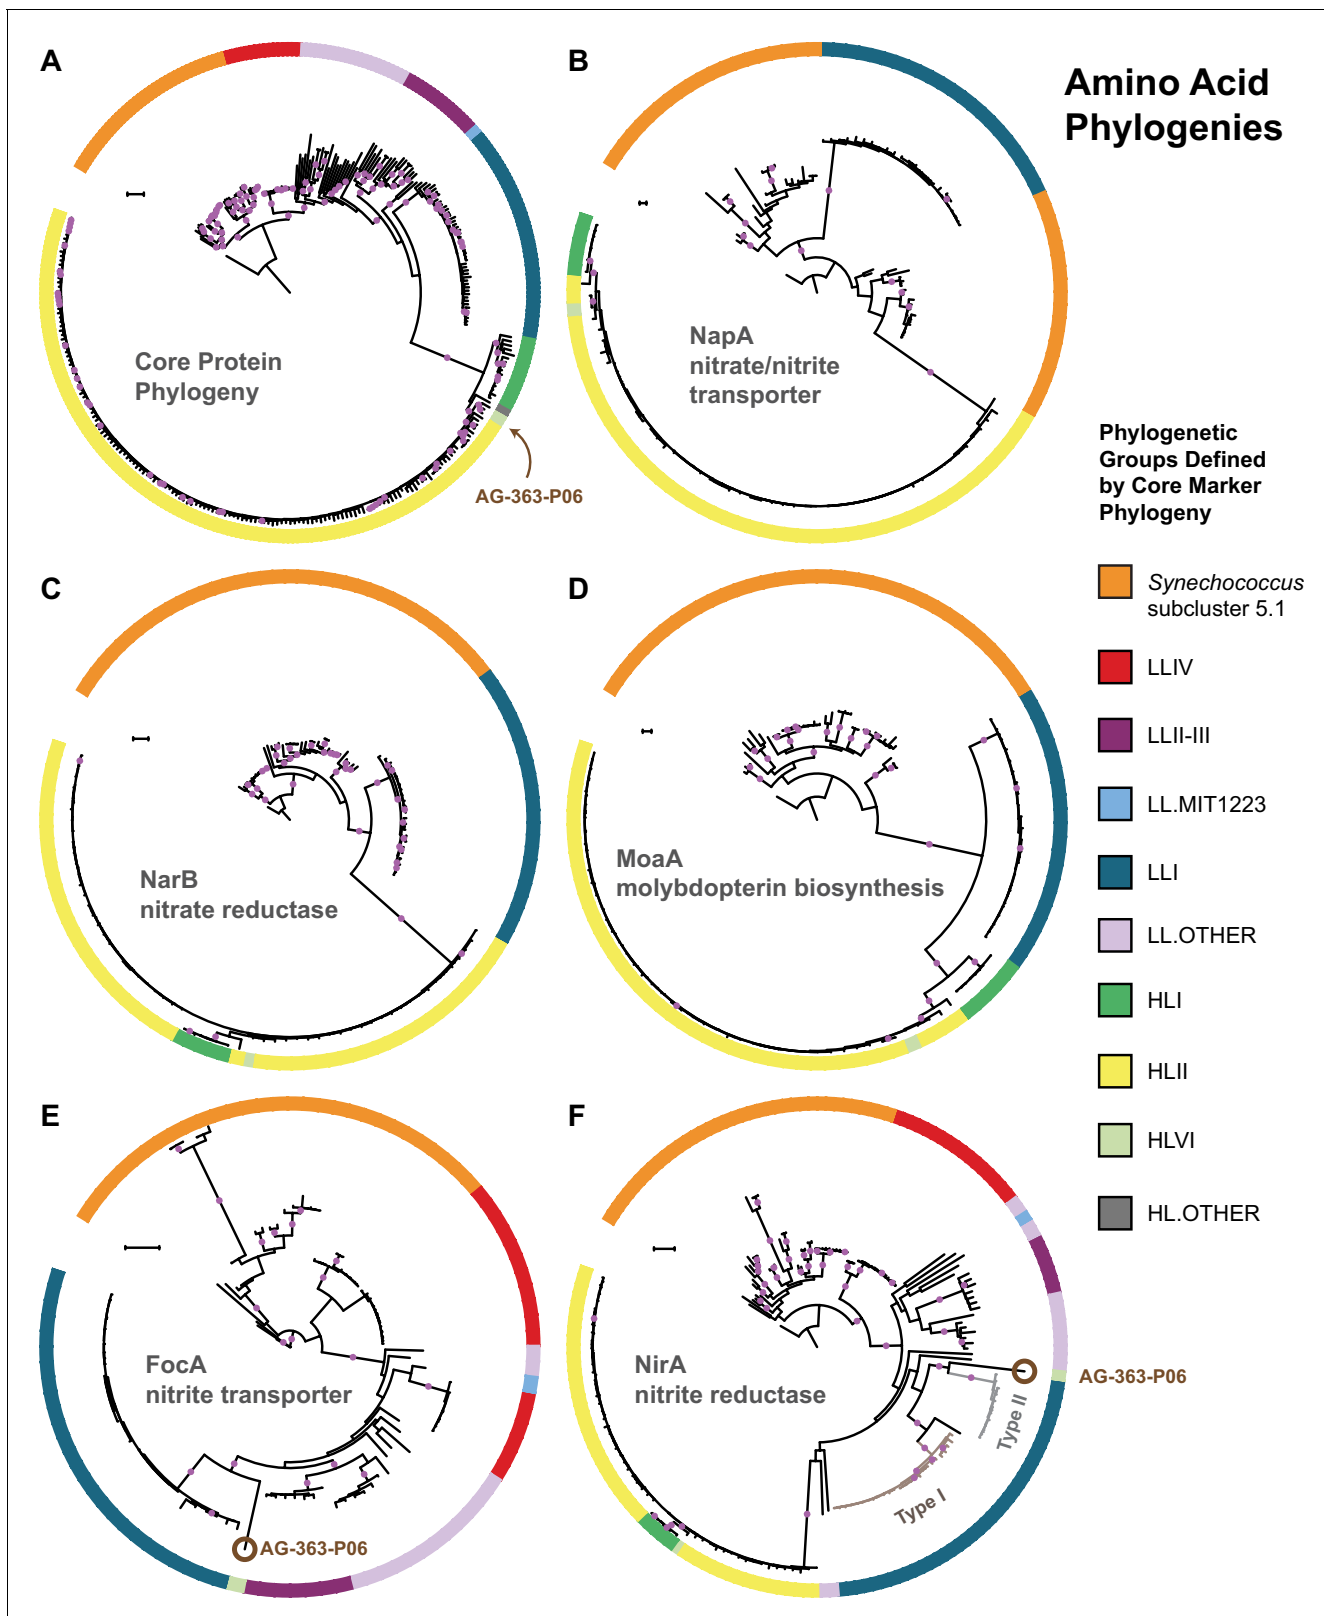 A
B
Amino Acid
Phylogenies
Core Protein
Phylogeny
AG-363-P06
NapA
nitrate/nitrite
transporter
Phylogenetic
Groups Defined
by Core Marker
Phylogeny
Synechococcus
subcluster 5.1
LLIV
LLII-III
LL.MIT1223
LLI
LL.OTHER
HLI
HLII
HLVI
HL.OTHER
C
D
NarB
nitrate reductase
MoaA
molybdopterin biosynthesis
E
F
FocA
nitrite transporter
AG-363-P06
NirA
nitrite reductase
AG-363-P06
Type II
Type I